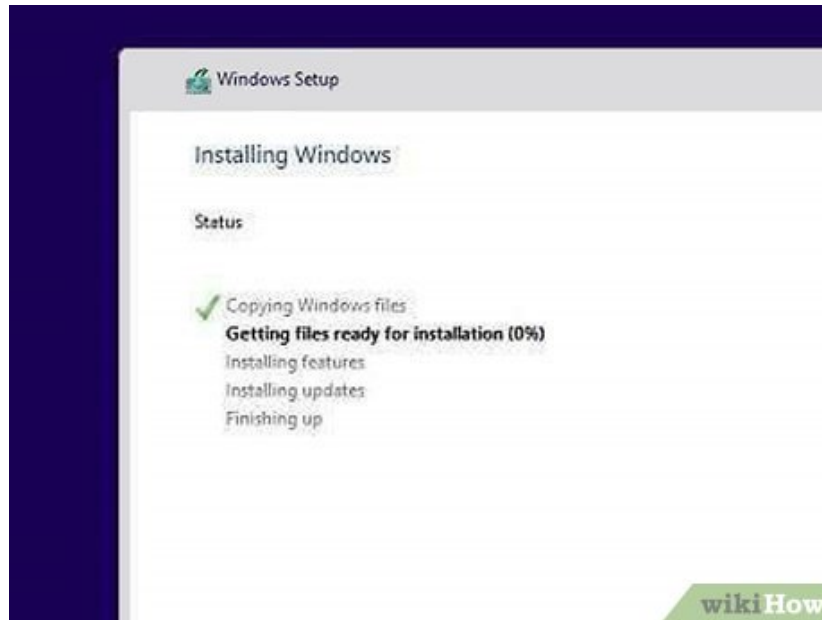 Windows Setup
Installing Windows
Status
Copying Windows files
Getting files ready for installation (0%)
Installing features
Installing updates
Finishing up
wikiHow